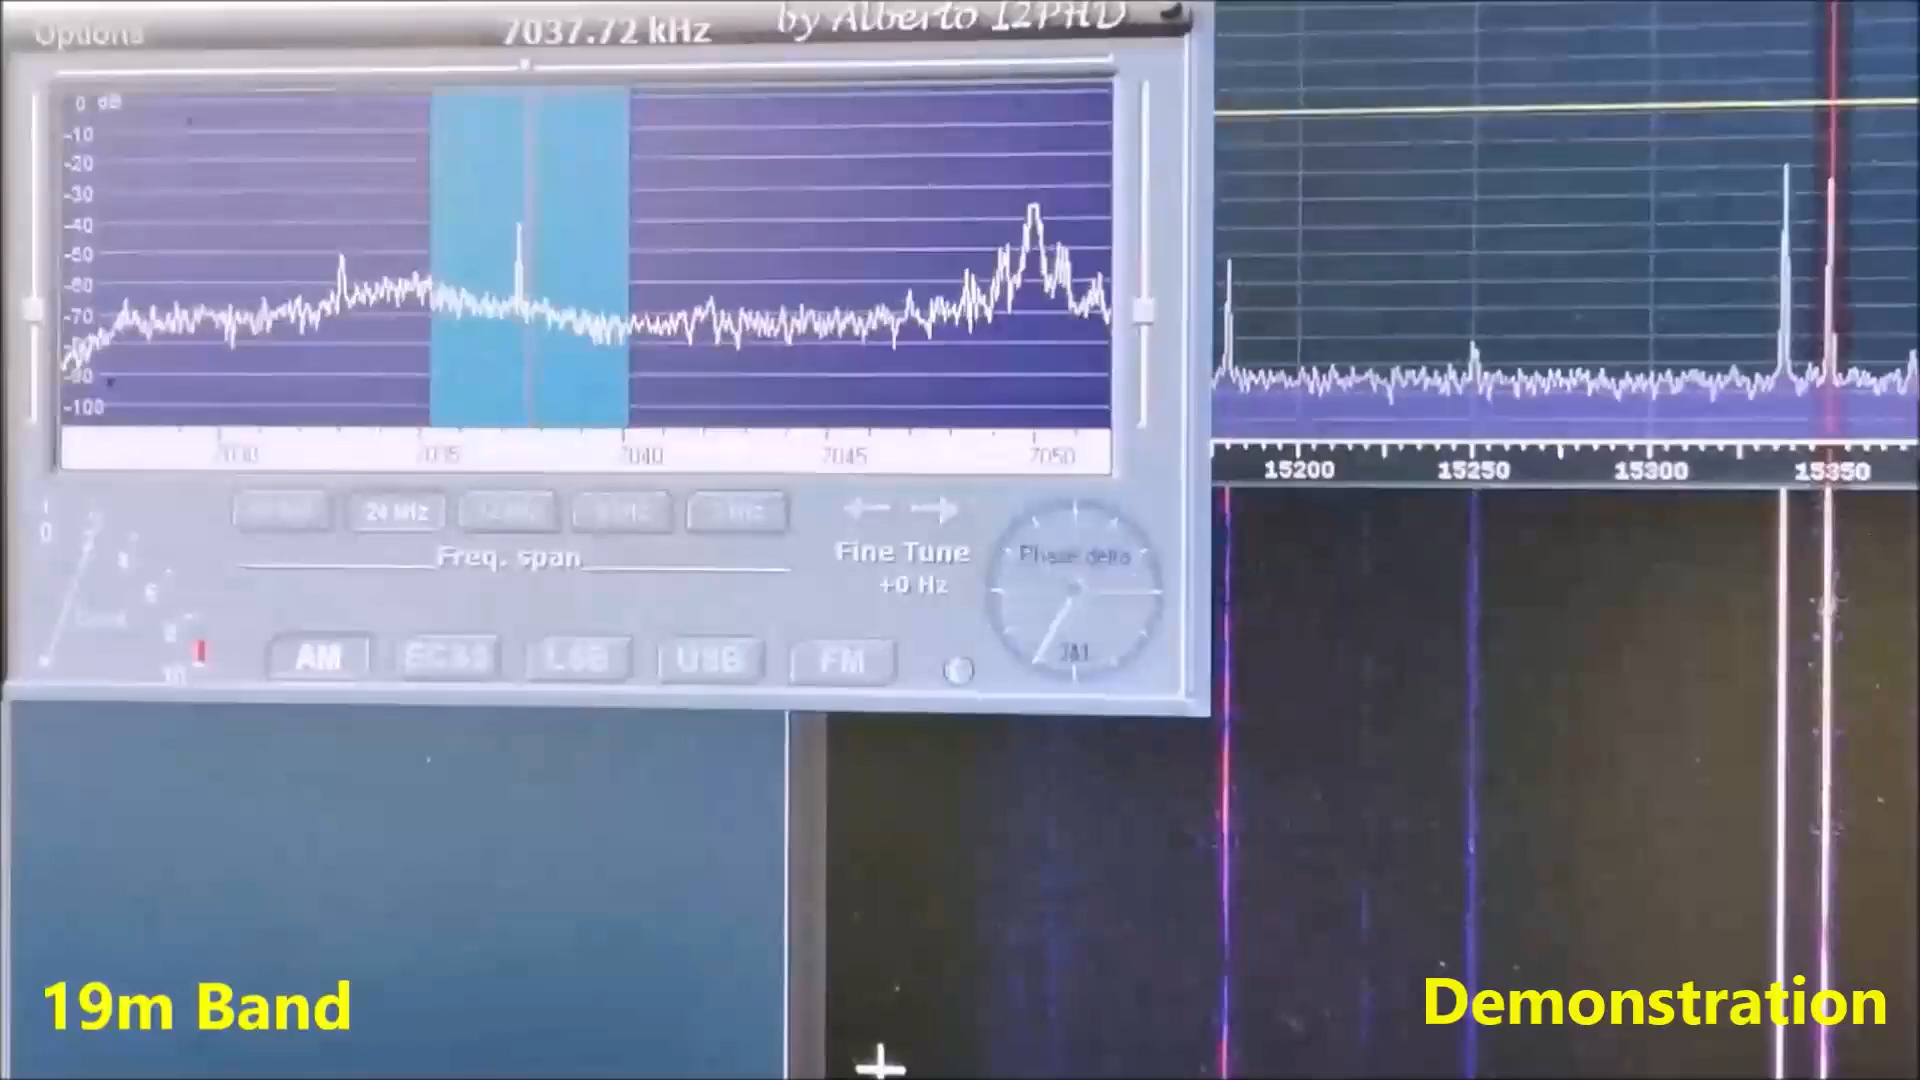 Options
7037.72 kHz
by Alberto I2PHD
0 dB
-10
-20
-30
-40
-50
-60
-70
-90
-100
7030
7035
7040
7045
7050
15200
15250
15300
15350
24 kHz
Freq. span
Fine Tune
+0 Hz
Phase delta
AM
ECSS
LSB
USB
FM
19m Band
Demonstration